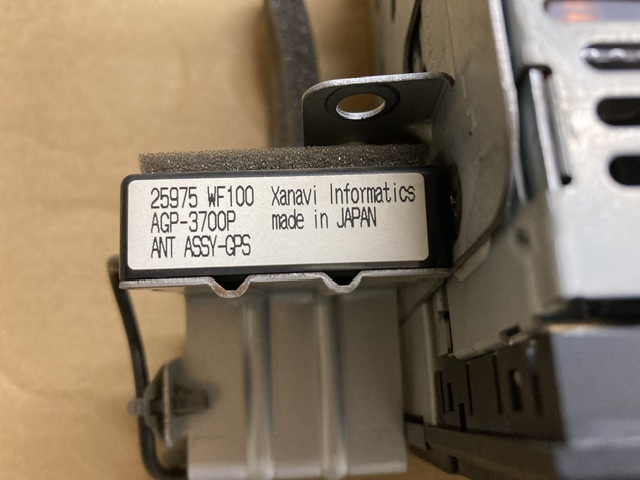 25975 WF100 Xanavi Informatics
AGP-3700P made in JAPAN
ANT ASSY-GPS